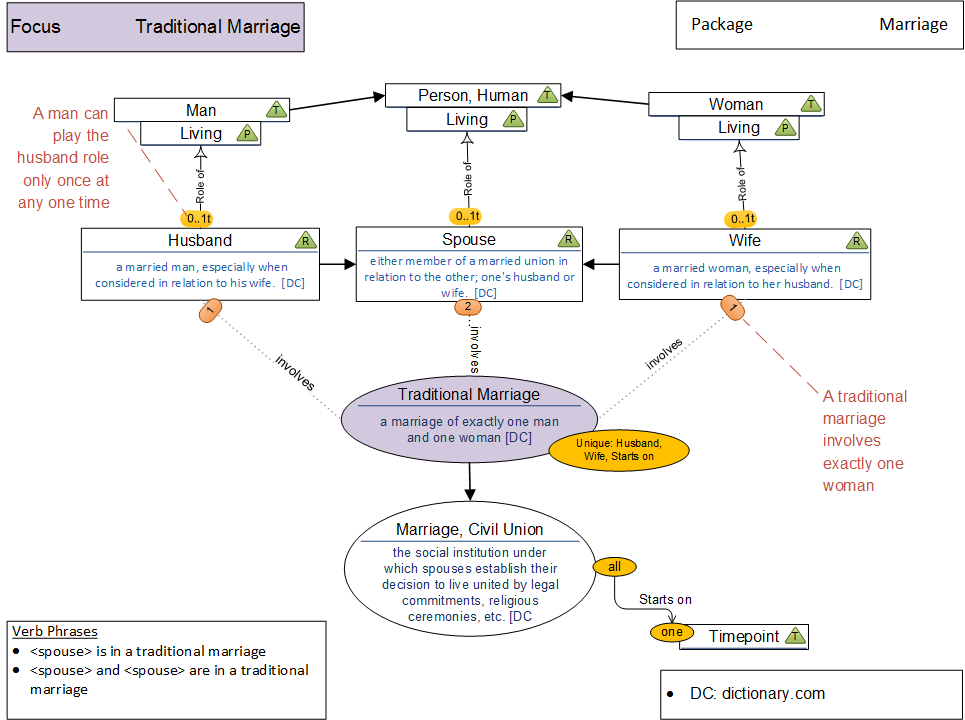 Focus Traditional Marriage
Package Marriage
Man T
Living P
Person, Human T
Living P
Woman T
Living P
A man can
play the
husband role
only once at
any one time
Role of
Role of
Role of
0..1t
0..1t
0..1t
Husband R
a married man, especially when
considered in relation to his wife. [DC]
Spouse R
either member of a married union in
relation to the other; one's husband or
wife. [DC]
Wife R
a married woman, especially when
considered in relation to her husband. [DC]
1
2
1
involves
...involves
involves
Traditional Marriage
a marriage of exactly one man
and one woman [DC]
Unique: Husband,
Wife, Starts on
A traditional
marriage
involves
exactly one
woman
Marriage, Civil Union
the social institution under
which spouses establish their
decision to live united by legal
commitments, religious
ceremonies, etc. [DC
all
Starts on
one
Timepoint T
Verb Phrases
• <spouse> is in a traditional marriage
• <spouse> and <spouse> are in a traditional
marriage
• DC: dictionary.com